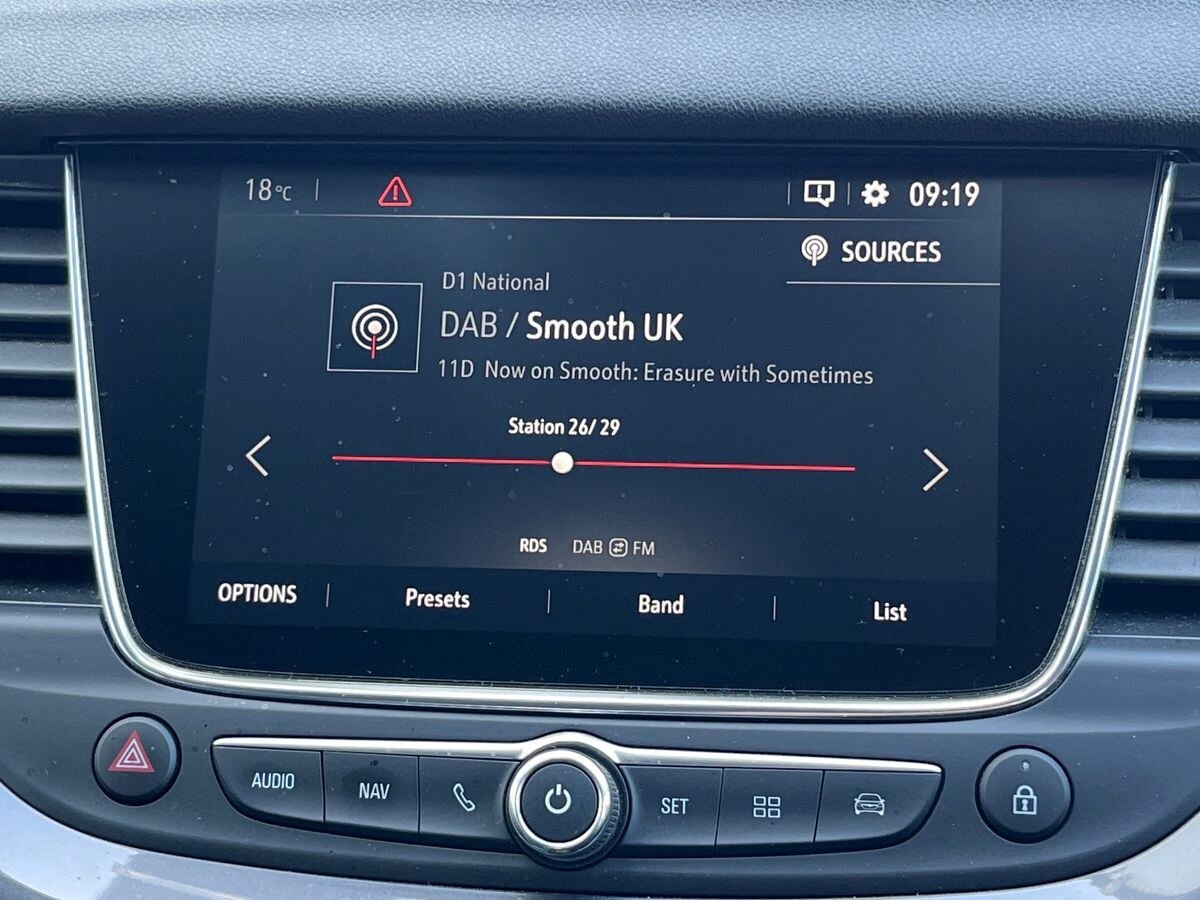 18°C
09:19
SOURCES
D1 National
DAB / Smooth UK
11D Now on Smooth: Erasure with Sometimes
Station 26/ 29
RDS DAB FM
OPTIONS Presets Band List
AUDIO NAV SET